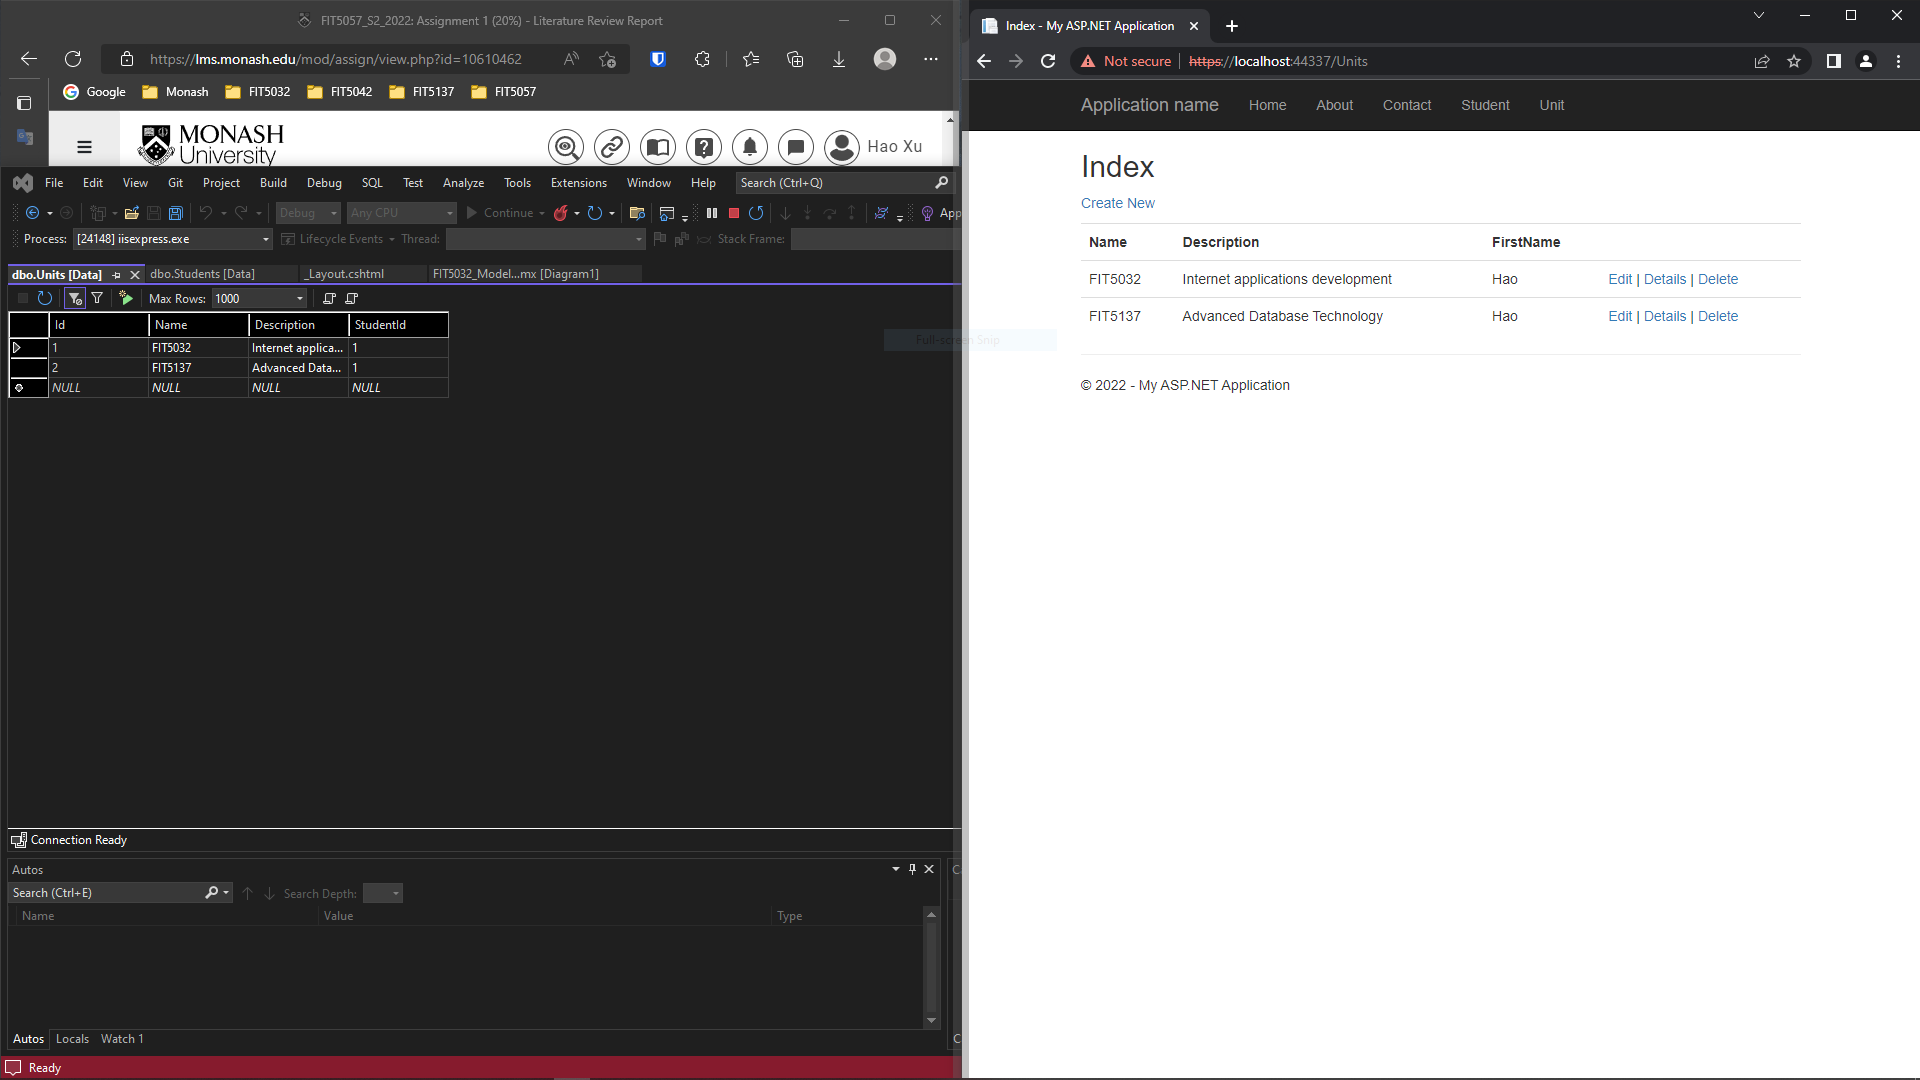 FIT5057_S2_2022: Assignment 1 (20%) - Literature Review Report
https://lms.monash.edu/mod/assign/view.php?id=10610462
Google Monash FIT5032 FIT5042 FIT5137 FIT5057
MONASH
University
Hao Xu
File Edit View Git Project Build Debug SQL Test Analyze Tools Extensions Window Help Search (Ctrl+Q)
Debug Any CPU Continue App
Process: [24148] iisexpress.exe Lifecycle Events Thread: Stack Frame:
dbo.Units [Data] dbo.Students [Data] _Layout.cshtml FIT5032_Model...mx [Diagram1]
Max Rows: 1000
Id Name Description StudentId
1 FIT5032 Internet applica... 1
2 FIT5137 Advanced Data... 1
NULL NULL NULL NULL
Full-screen Snip
Connection Ready
Autos
Search (Ctrl+E) Search Depth:
Name Value Type
Autos Locals Watch 1
Ready
Index - My ASP.NET Application
Not secure https://localhost:44337/Units
Application name Home About Contact Student Unit
Index
Create New
Name Description FirstName
FIT5032 Internet applications development Hao Edit | Details | Delete
FIT5137 Advanced Database Technology Hao Edit | Details | Delete
© 2022 - My ASP.NET Application